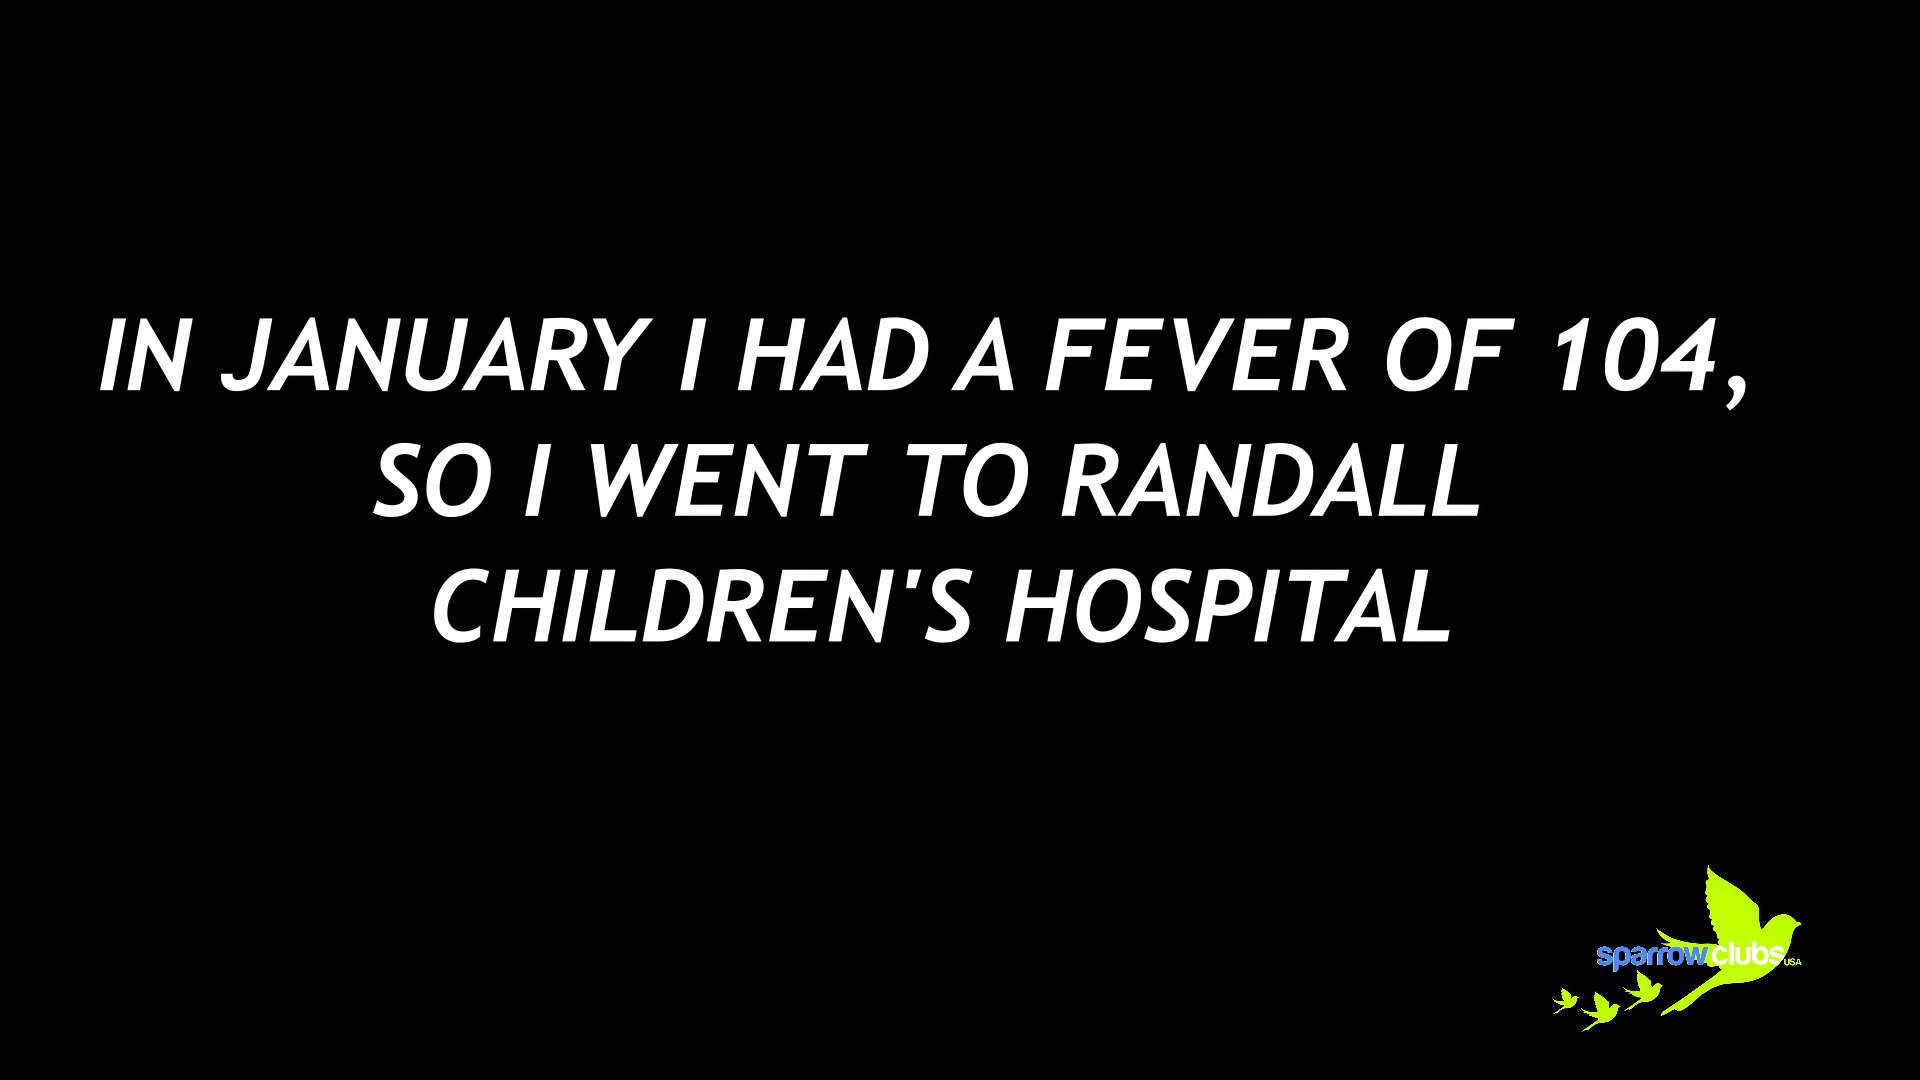 IN JANUARY I HAD A FEVER OF 104,
SO I WENT TO RANDALL
CHILDREN'S HOSPITAL
sparrowclubs USA